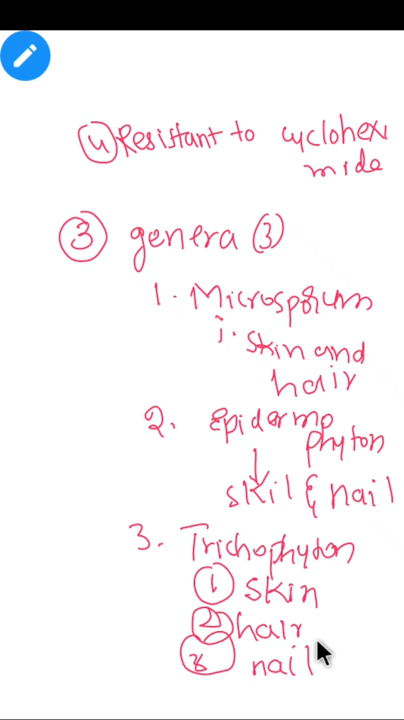 ④ Resistant to cyclohexi
mide
③ genera (3)
1. Microsporum
i. skin and
hair
2. Epidermo
phyton
↓
skil & nail
3. Trichophyton
① skin
② hair
③ nail